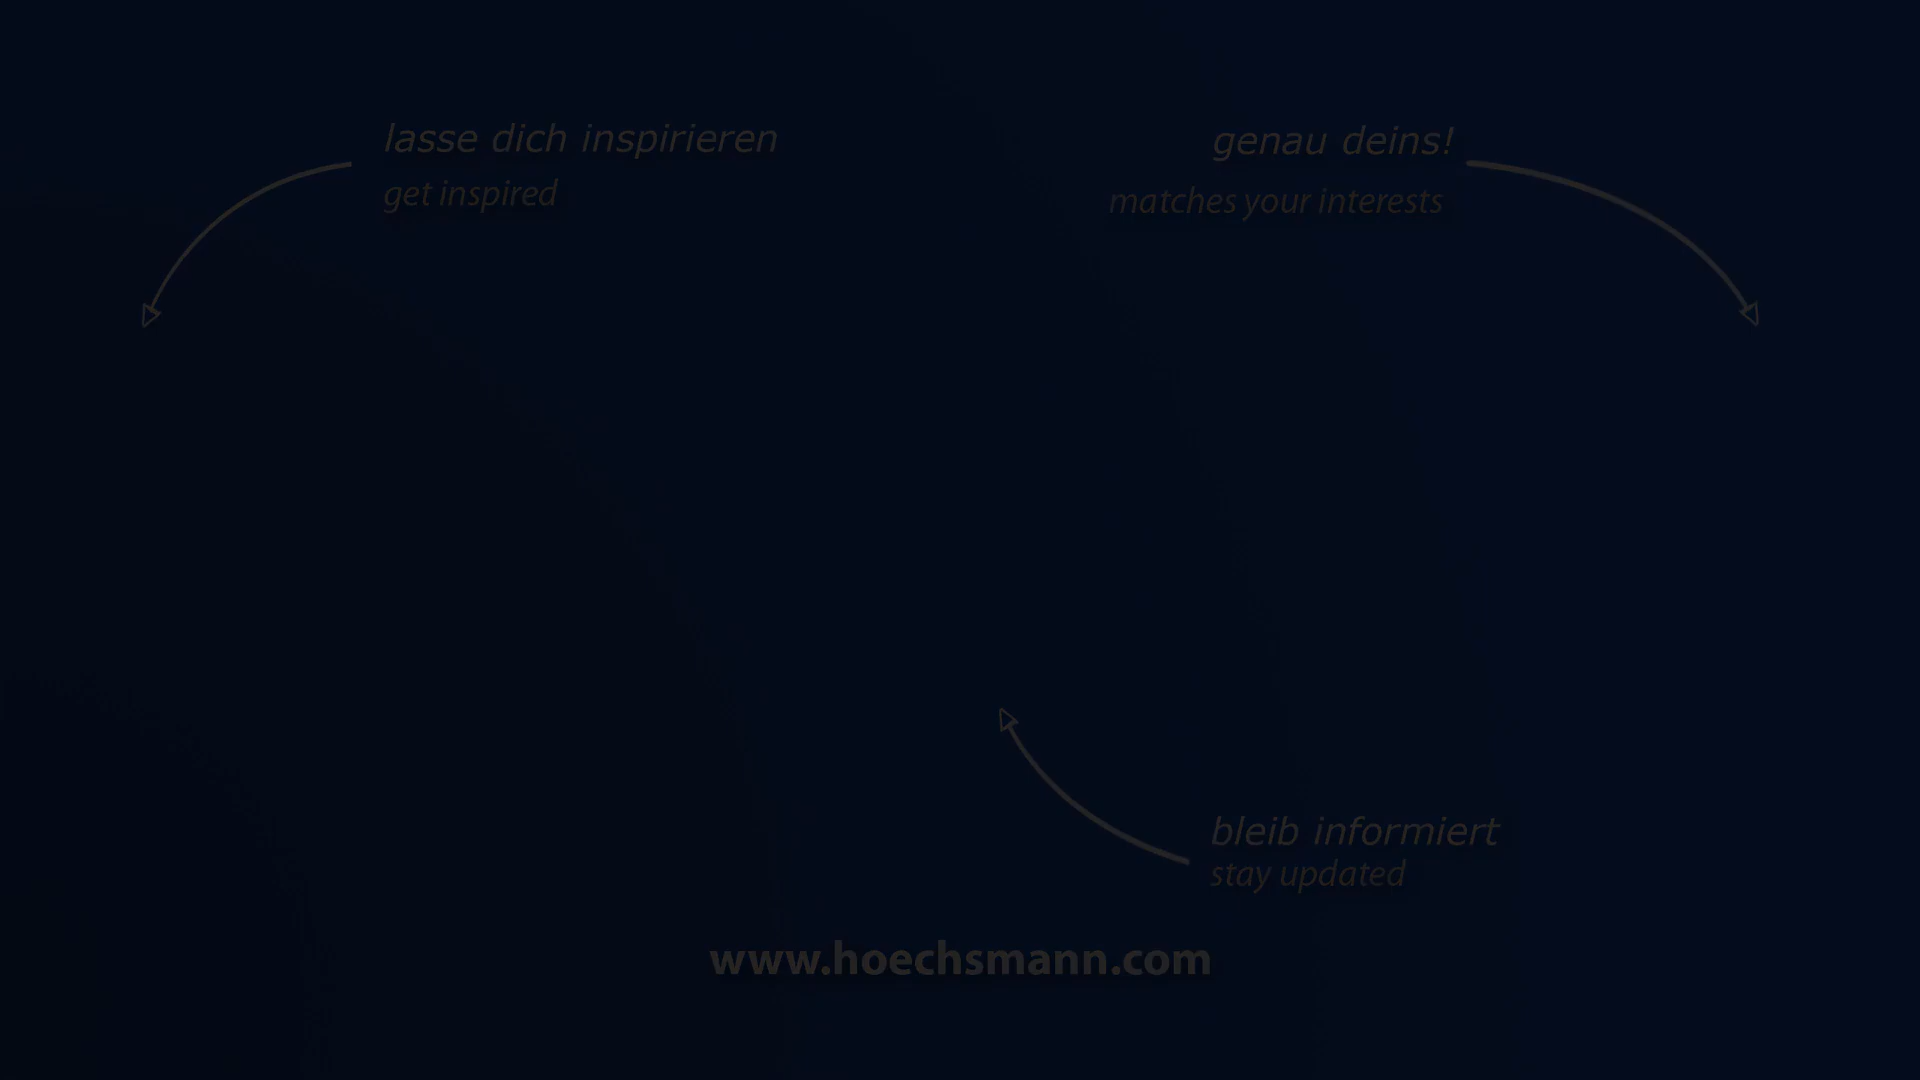 lasse dich inspirieren
get inspired
genau deins!
matches your interests
bleib informiert
stay updated
www.hoechsmann.com